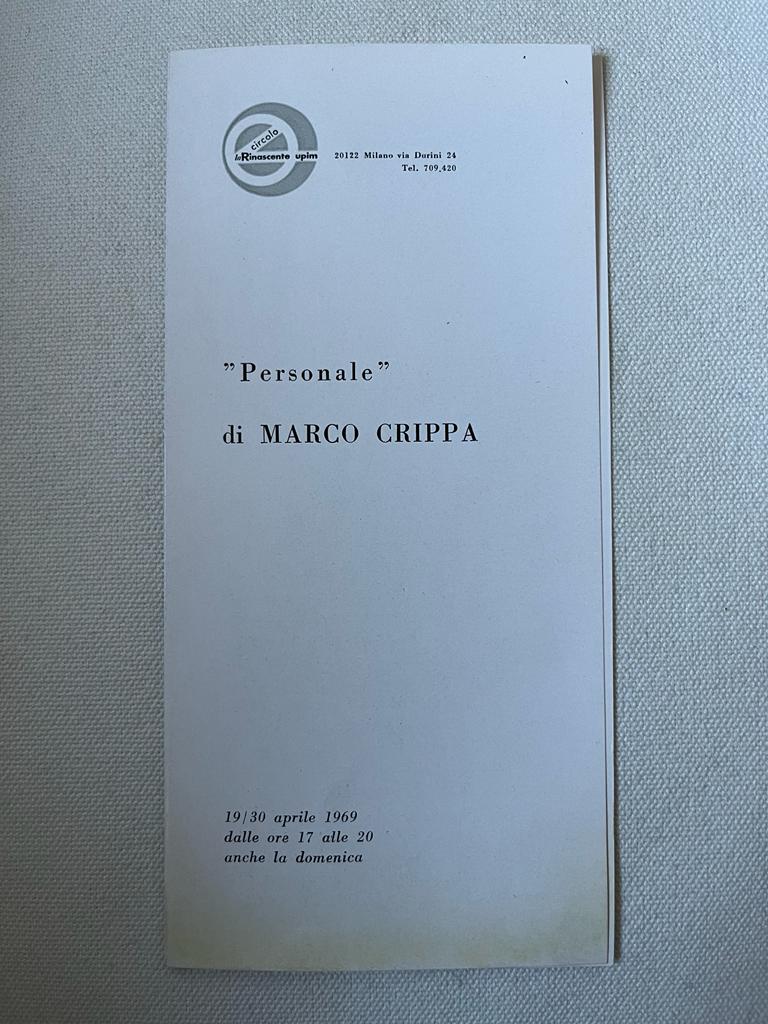 circolo
la Rinascente upim
20122 Milano via Durini 24
Tel. 709.420
”Personale”
di MARCO CRIPPA
19/30 aprile 1969
dalle ore 17 alle 20
anche la domenica